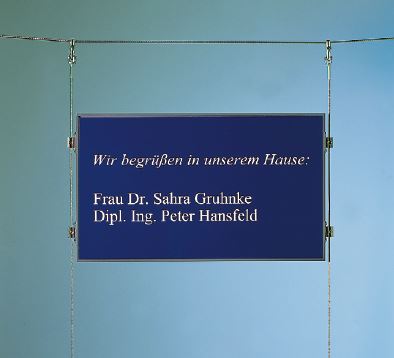 Wir begrüßen in unserem Hause:
Frau Dr. Sahra Gruhnke
Dipl. Ing. Peter Hansfeld